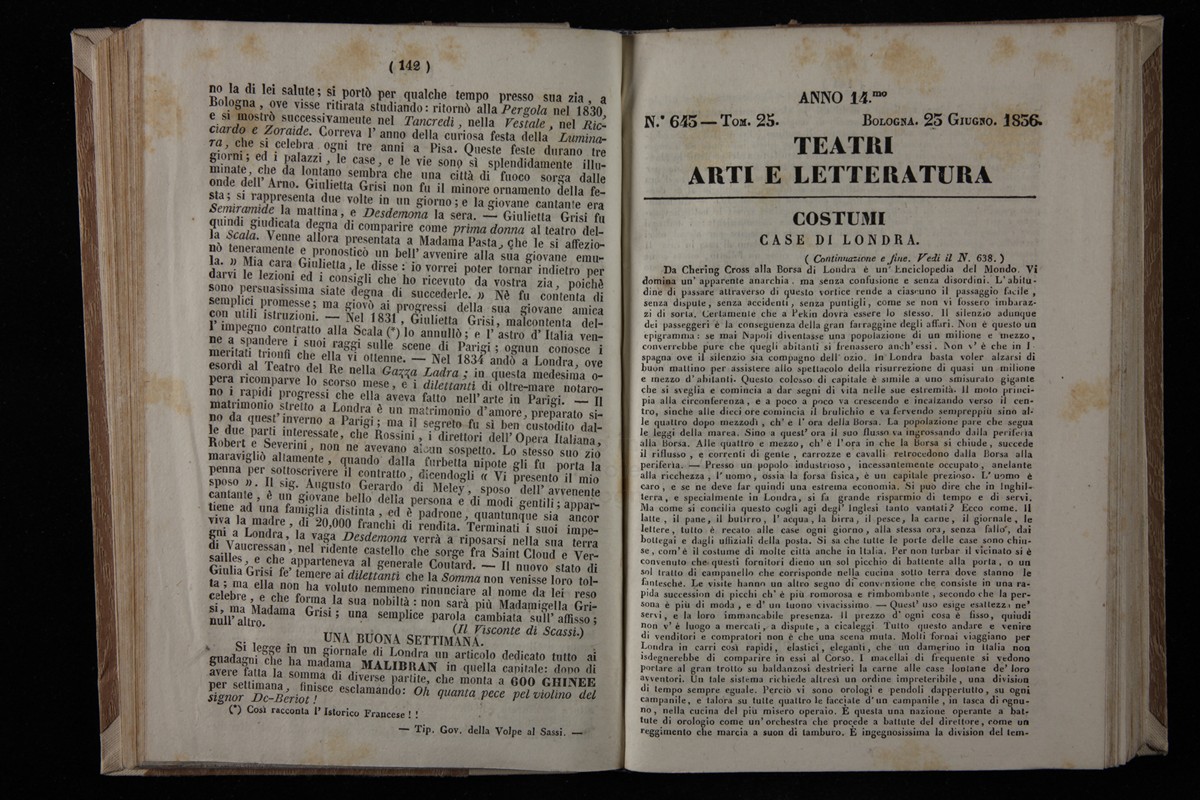 ( 142 )
no la di lei salute; si portò per qualche tempo presso sua zia, a
Bologna, ove visse ritirata studiando: ritornò alla Pergola nel 1830,
e si mostrò successivamente nel Tancredi, nella Vestale, nel Ric-
ciardo e Zoraide. Correva l' anno della curiosa festa della Lumina-
ra, che si celebra ogni tre anni a Pisa. Queste feste durano tre
giorni; ed i palazzi, le case, e le vie sono sì splendidamente illu-
minate, che da lontano sembra che una città di fuoco sorga dalle
onde dell' Arno. Giulietta Grisi non fu il minore ornamento della fe-
sta; si rappresenta due volte in un giorno; e la giovane cantante era
Semiramide la mattina, e Desdemona la sera. — Giulietta Grisi fu
quindi giudicata degna di comparire come prima donna al teatro del-
la Scala. Venne allora presentata a Madama Pasta, che le si affezio-
nò teneramente e pronosticò un bell' avvenire alla sua giovane emu-
la. » Mia cara Giulietta, le disse: io vorrei poter tornar indietro per
darvi le lezioni ed i consigli che ho ricevuto da vostra zia, poichè
sono persuasissima siate degna di succederle. » Nè fu contenta di
semplici promesse; ma giovò ai progressi della sua giovane amica
con utili istruzioni. — Nel 1831, Giulietta Grisi, malcontenta del-
l' impegno contratto alla Scala (*) lo annullò; e l' astro d' Italia ven-
ne a spandere i suoi raggi sulle scene di Parigi; ognun conosce i
meritati trionfi che ella vi ottenne. — Nel 1834 andò a Londra, ove
esordì al Teatro del Re nella Gazza Ladra; in questa medesima o-
pera ricomparve lo scorso mese, e i dilettanti di oltre-mare notaro-
no i rapidi progressi che ella aveva fatto nell' arte in Parigi. — Il
matrimonio stretto a Londra è un matrimonio d' amore, preparato si-
no da quest' inverno a Parigi; ma il segreto fu sì ben custodito dal-
le due parti interessate, che Rossini, i direttori dell' Opera Italiana,
Robert e Severini, non ne avevano alcun sospetto. Lo stesso suo zio
maravigliò altamente, quando dalla furbetta nipote gli fu porta la
penna per sottoscrivere il contratto, dicendogli « Vi presento il mio
sposo ». Il sig. Augusto Gerardo di Meley, sposo dell' avvenente
cantante, è un giovane bello della persona e di modi gentili; appar-
tiene ad una famiglia distinta, ed è padrone, quantunque sia ancor
viva la madre, di 20,000 franchi di rendita. Terminati i suoi impe-
gni a Londra, la vaga Desdemona verrà a riposarsi nella sua terra
di Vaucressan, nel ridente castello che sorge fra Saint Cloud e Ver-
sailles, e che apparteneva al generale Coutard. — Il nuovo stato di
Giulia Grisi fe' temere ai dilettanti che la Somma non venisse loro tol-
ta; ma ella non ha voluto nemmeno rinunciare al nome da lei reso
celebre, e che forma la sua nobiltà: non sarà più Madamigella Gri-
si, ma Madama Grisi; una semplice parola cambiata sull' affisso;
null' altro.
(Il Visconte di Scassi.)
UNA BUONA SETTIMANA.
Si legge in un giornale di Londra un articolo dedicato tutto ai
guadagni che ha madama MALIBRAN in quella capitale: dopo di
avere fatta la somma di diverse partite, che monta a 600 GHINEE
per settimana, finisce esclamando: Oh quanta pece pel violino del
signor De-Beriot!
(*) Così racconta l' Istorico Francese!!
— Tip. Gov. della Volpe al Sassi. —
ANNO 14.mo
N.° 643 — Tom. 25. Bologna. 23 Giugno. 1836.
TEATRI
ARTI E LETTERATURA
COSTUMI
CASE DI LONDRA.
( Continuazione e fine. Vedi il N. 638. )
Da Chering Cross alla Borsa di Londra è un' Enciclopedia del Mondo. Vi
domina un' apparente anarchia, ma senza confusione e senza disordini. L' abitu-
dine di passare attraverso di questo vortice rende a ciascuno il passaggio facile,
senza dispute, senza accidenti, senza puntigli, come se non vi fossero imbaraz-
zi di sorta. Certamente che a Pekin dovrà essere lo stesso. Il silenzio adunque
dei passeggeri è la conseguenza della gran farraggine degli affari. Non è questo un
epigramma: se mai Napoli diventasse una popolazione di un milione e mezzo,
converrebbe pure che quegli abitanti si frenassero anch' essi. Non v' è che in I-
spagna ove il silenzio sia compagno dell' ozio. In Londra basta voler alzarsi di
buon mattino per assistere allo spettacolo della risurrezione di quasi un milione
e mezzo d' abitanti. Questo colosso di capitale è simile a uno smisurato gigante
che si sveglia e comincia a dar segni di vita nelle sue estremità. Il moto princi-
pia alla circonferenza, e a poco a poco va crescendo e incalzando verso il cen-
tro, sinche alle dieci ore comincia il brulichio e va fervendo semprepiù sino al-
le quattro dopo mezzodì, ch' è l' ora della Borsa. La popolazione pare che segua
le leggi della marea. Sino a quest' ora il suo flusso va ingrossando dalla periferia
alla Borsa. Alle quattro e mezzo, ch' è l' ora in che la Borsa si chiude, succede
il riflusso, e correnti di gente, carrozze e cavalli retrocedono dalla Borsa alla
periferia. — Presso un popolo industrioso, incessantemente occupato, anelante
alla ricchezza, l' uomo, ossia la forza fisica, è un capitale prezioso. L' uomo è
caro, e se ne deve far quindi una estrema economia. Si può dire che in Inghil-
terra, e specialmente in Londra, si fa grande risparmio di tempo e di servi.
Ma come si concilia questo cogli agi degl' Inglesi tanto vantati? Ecco come. Il
latte, il pane, il butirro, l' acqua, la birra, il pesce, la carne, il giornale, le
lettere, tutto è recato alle case ogni giorno, alla stessa ora, senza fallo, dai
bottegai e dagli uffiziali della posta. Si sa che tutte le porte delle case sono chiu-
se, com' è il costume di molte città anche in Italia. Per non turbar il vicinato si è
convenuto che questi fornitori dieno un sol picchio di battente alla porta, o un
sol tratto di campanello che corrisponde nella cucina sotto terra dove stanno le
fantesche. Le visite hanno un altro segno di convenzione che consiste in una ra-
pida succession di picchi ch' è più romorosa e rimbombante, secondo che la per-
sona è più di moda, e d' un tuono vivacissimo. — Quest' uso esige esattezza ne'
servi, e la loro immancabile presenza. Il prezzo d' ogni cosa è fisso, quindi
non v' è luogo a mercati, a dispute, a cicaleggi. Tutto questo andare e venire
di venditori e compratori non è che una scena muta. Molti fornai viaggiano per
Londra in carri così rapidi, elastici, eleganti, che un damerino in Italia non
isdegnerebbe di comparire in essi al Corso. I macellai di frequente si vedono
portare al gran trotto su baldanzosi destrieri la carne alle case lontane de' loro
avventori. Un tale sistema richiede altresì un ordine impreteribile, una division
di tempo sempre eguale. Perciò vi sono orologi e pendoli dappertutto, su ogni
campanile, e talora su tutte quattro le facciate d' un campanile, in tasca di ognu-
no, nella cucina del più misero operaio. È questa una nazione operante a bat-
tute di orologio come un' orchestra che procede a battute del direttore, come un
reggimento che marcia a suon di tamburo. È ingegnosissima la division del tem-